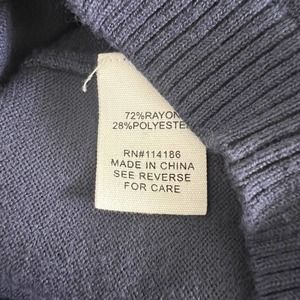 72%RAYON
28%POLYESTER
RN#114186
MADE IN CHINA
SEE REVERSE
FOR CARE